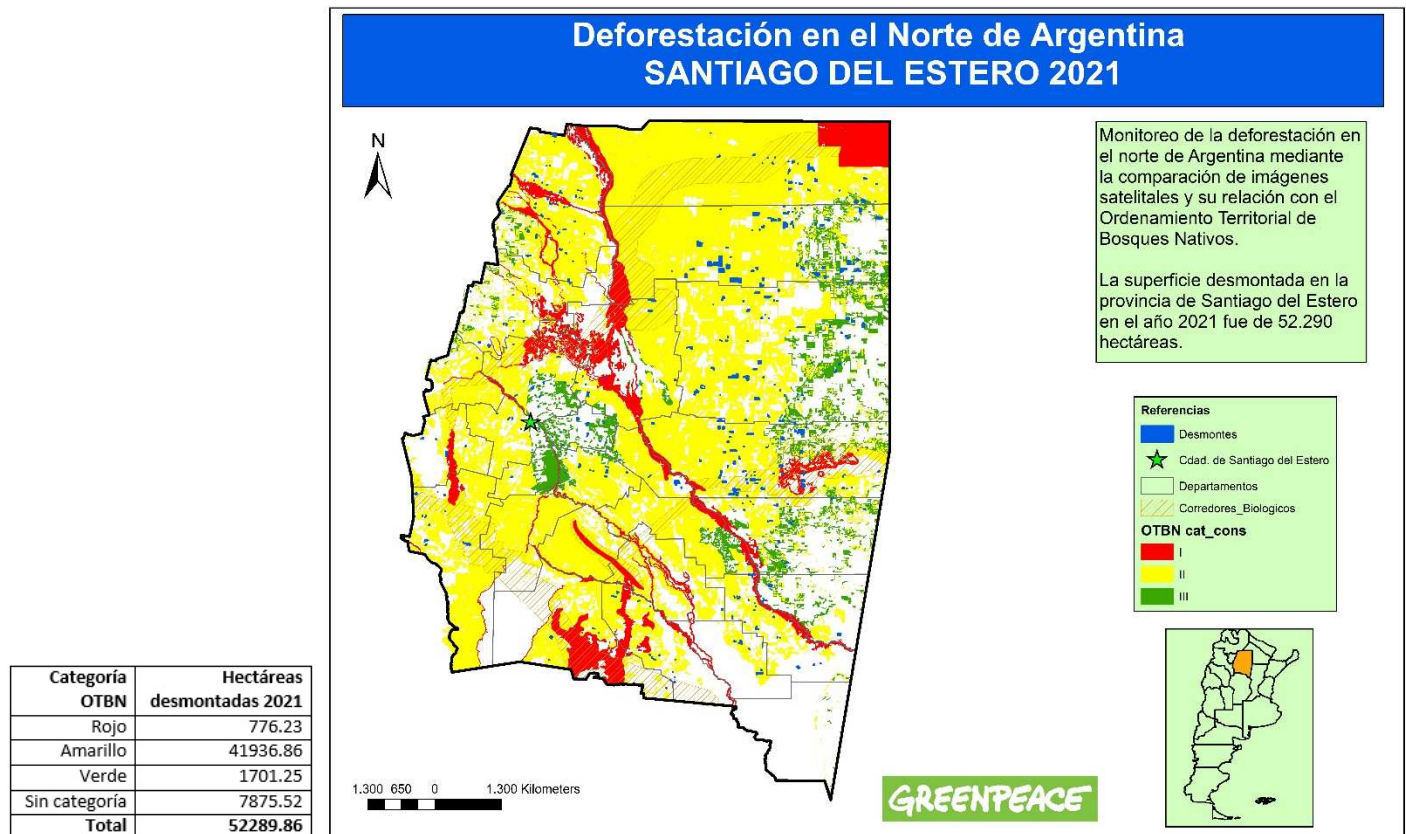 Deforestación en el Norte de Argentina
SANTIAGO DEL ESTERO 2021
N
Monitoreo de la deforestación en
el norte de Argentina mediante
la comparación de imágenes
satelitales y su relación con el
Ordenamiento Territorial de
Bosques Nativos.
La superficie desmontada en la
provincia de Santiago del Estero
en el año 2021 fue de 52.290
hectáreas.
Referencias
Desmontes
Cdad. de Santiago del Estero
Departamentos
Corredores_Biologicos
OTBN cat_cons
I
II
III
Categoría OTBN Hectáreas desmontadas 2021
Rojo 776.23
Amarillo 41936.86
Verde 1701.25
Sin categoría 7875.52
Total 52289.86
1.300 650 0 1.300 Kilometers
GREENPEACE